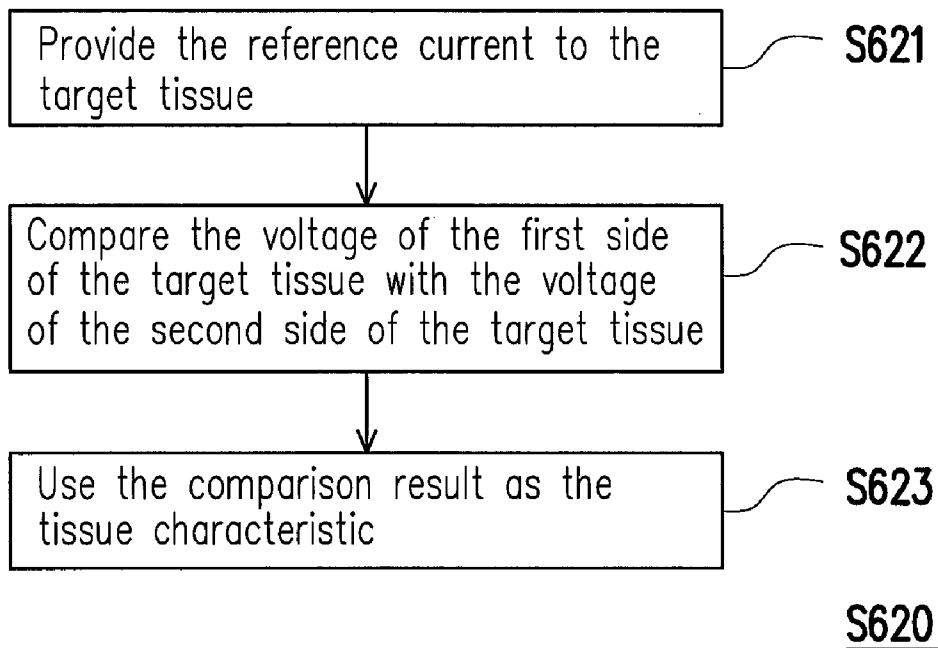 Provide the reference current to the
target tissue
S621
Compare the voltage of the first side
of the target tissue with the voltage
of the second side of the target tissue
S622
Use the comparison result as the
tissue characteristic
S623
S620